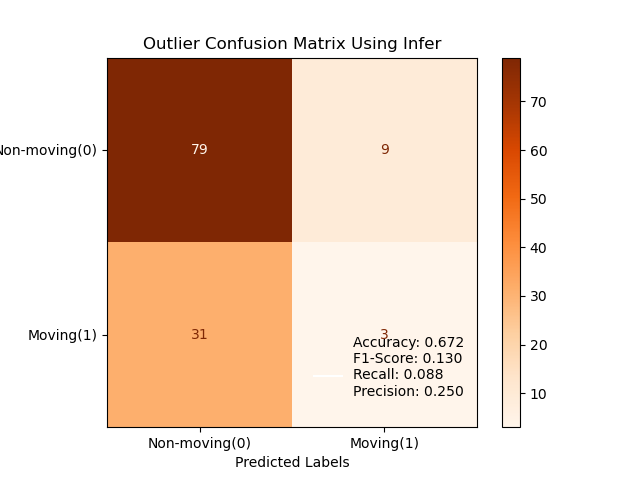 Outlier Confusion Matrix Using Infer
Non-moving(0)
79
9
Moving(1)
31
3
Accuracy: 0.672
F1-Score: 0.130
Recall: 0.088
Precision: 0.250
Non-moving(0)
Moving(1)
Predicted Labels
70
60
50
40
30
20
10